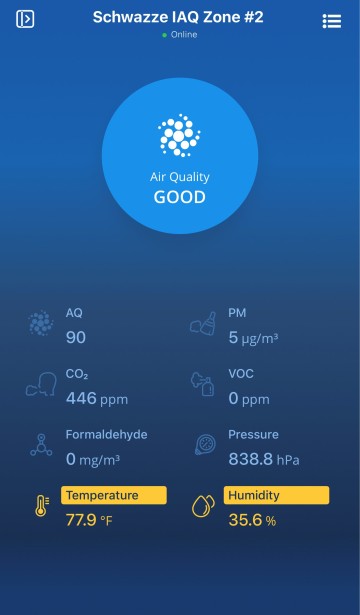 Schwazze IAQ Zone #2
Online
Air Quality
GOOD
AQ
90
PM
5 µg/m³
CO₂
446 ppm
VOC
0 ppm
Formaldehyde
0 mg/m³
Pressure
838.8 hPa
Temperature
77.9 °F
Humidity
35.6 %